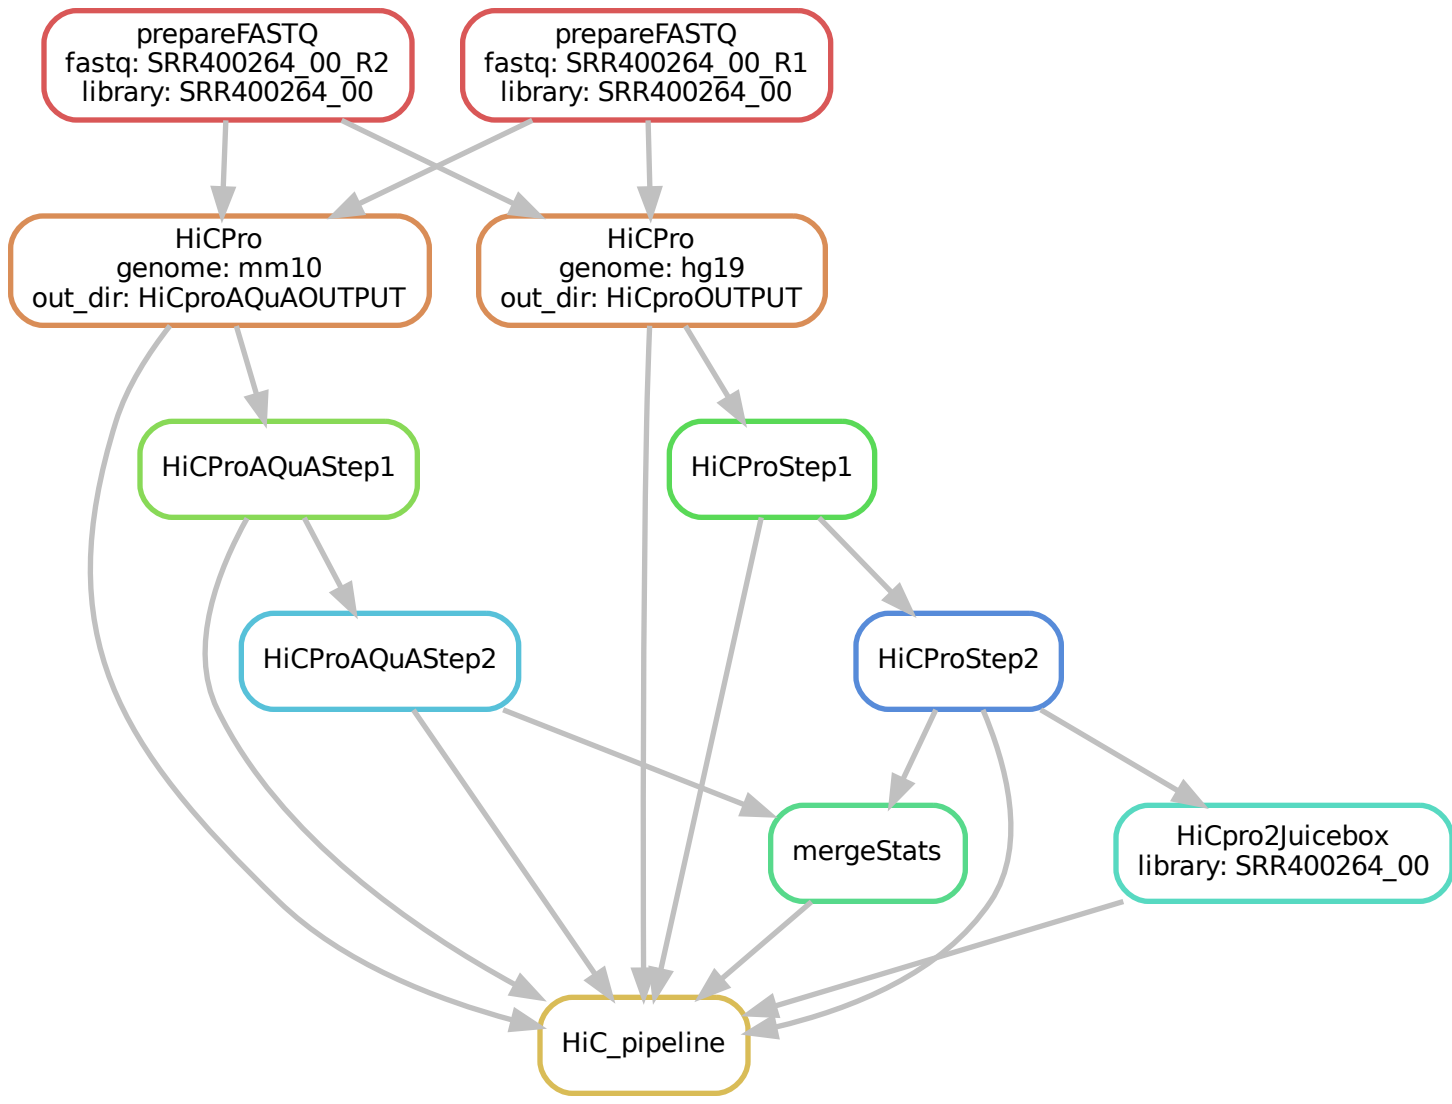 prepareFASTQ
fastq: SRR400264_00_R2
library: SRR400264_00
prepareFASTQ
fastq: SRR400264_00_R1
library: SRR400264_00
HiCPro
genome: mm10
out_dir: HiCproAQuAOUTPUT
HiCPro
genome: hg19
out_dir: HiCproOUTPUT
HiCProAQuAStep1
HiCProStep1
HiCProAQuAStep2
HiCProStep2
mergeStats
HiCpro2Juicebox
library: SRR400264_00
HiC_pipeline